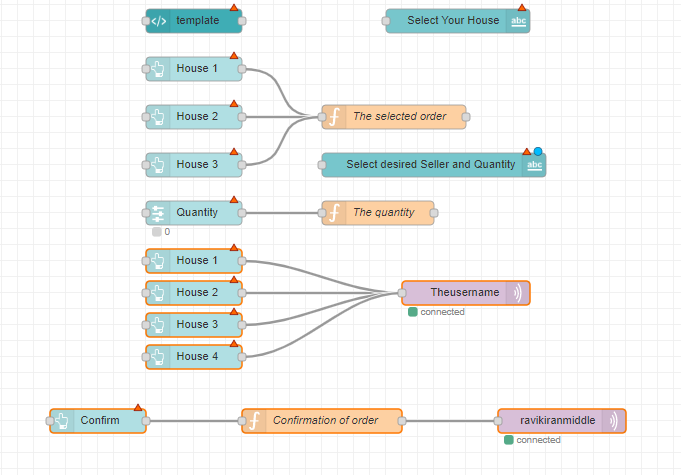 template
Select Your House
abc
House 1
House 2
The selected order
House 3
Select desired Seller and Quantity
abc
Quantity
The quantity
0
House 1
House 2
Theusername
connected
House 3
House 4
Confirm
Confirmation of order
ravikiranmiddle
connected